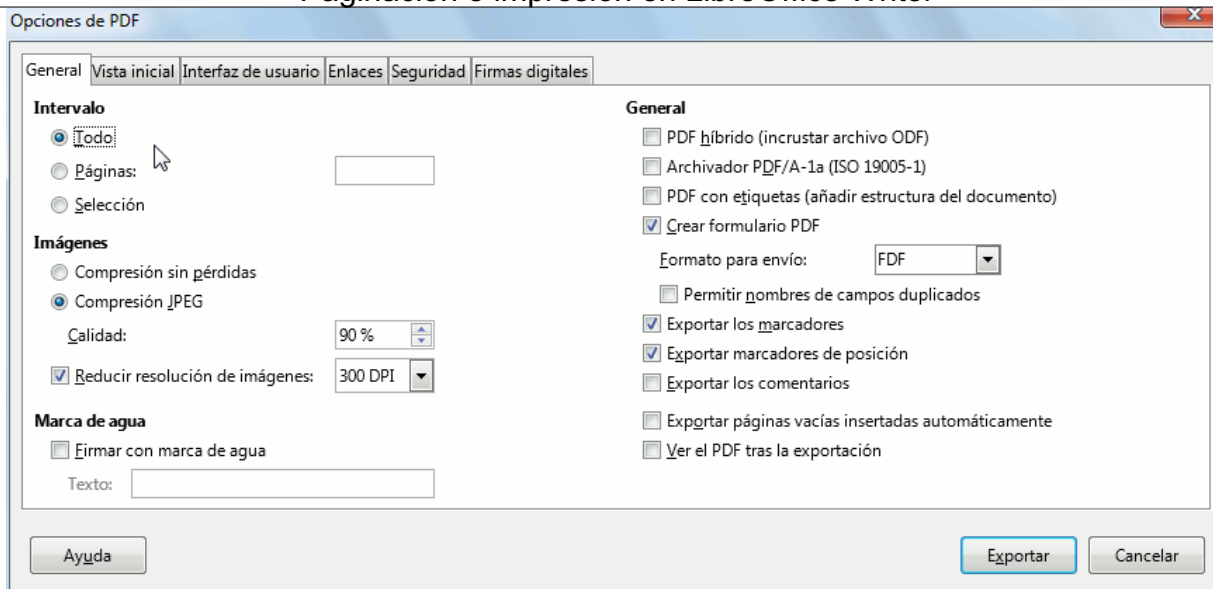 Paginación e impresión en LibreOffice Writer
Opciones de PDF
General Vista inicial Interfaz de usuario Enlaces Seguridad Firmas digitales
Intervalo
Todo
Páginas:
Selección
Imágenes
Compresión sin pérdidas
Compresión JPEG
Calidad: 90 %
Reducir resolución de imágenes: 300 DPI
Marca de agua
Firmar con marca de agua
Texto:
General
PDF híbrido (incrustar archivo ODF)
Archivador PDF/A-1a (ISO 19005-1)
PDF con etiquetas (añadir estructura del documento)
Crear formulario PDF
Formato para envío: FDF
Permitir nombres de campos duplicados
Exportar los marcadores
Exportar marcadores de posición
Exportar los comentarios
Exportar páginas vacías insertadas automáticamente
Ver el PDF tras la exportación
Ayuda
Exportar
Cancelar